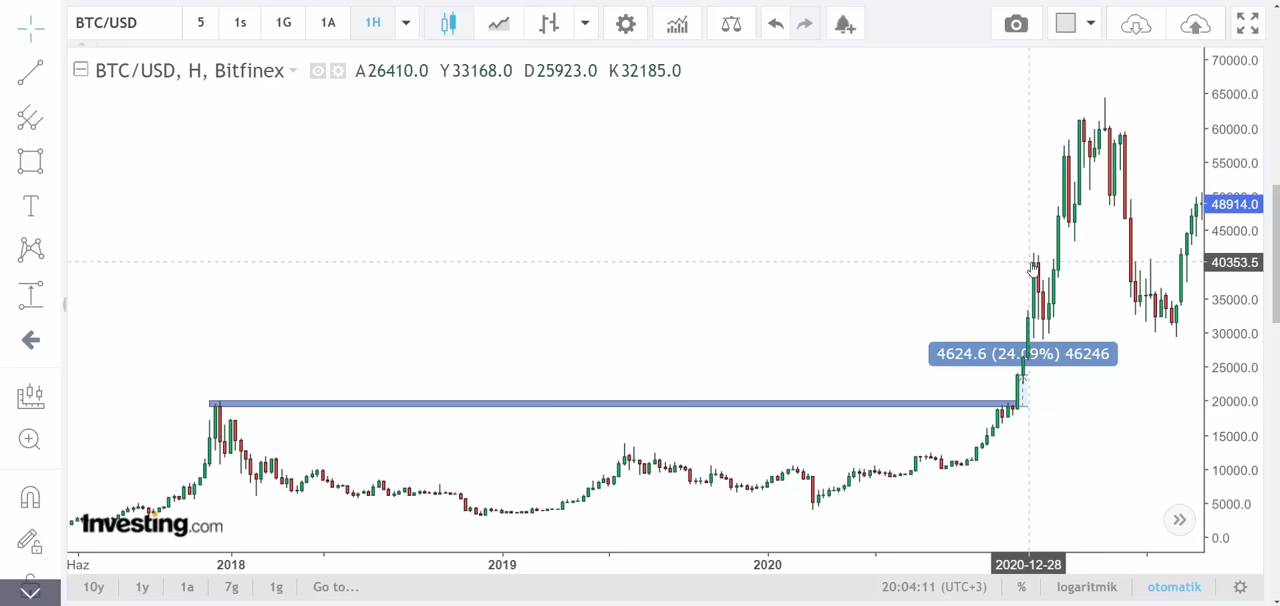 BTC/USD 5 1s 1G 1A 1H
BTC/USD, H, Bitfinex A26410.0 Y33168.0 D25923.0 K32185.0
70000.0
65000.0
60000.0
55000.0
48914.0
45000.0
40353.5
35000.0
30000.0
4624.6 (24. 9%) 46246
25000.0
20000.0
15000.0
10000.0
5000.0
0.0
Investing.com
Haz 2018 2019 2020 2020-12-28
10y 1y 1a 7g 1g Go to... 20:04:11 (UTC+3) % logaritmik otomatik